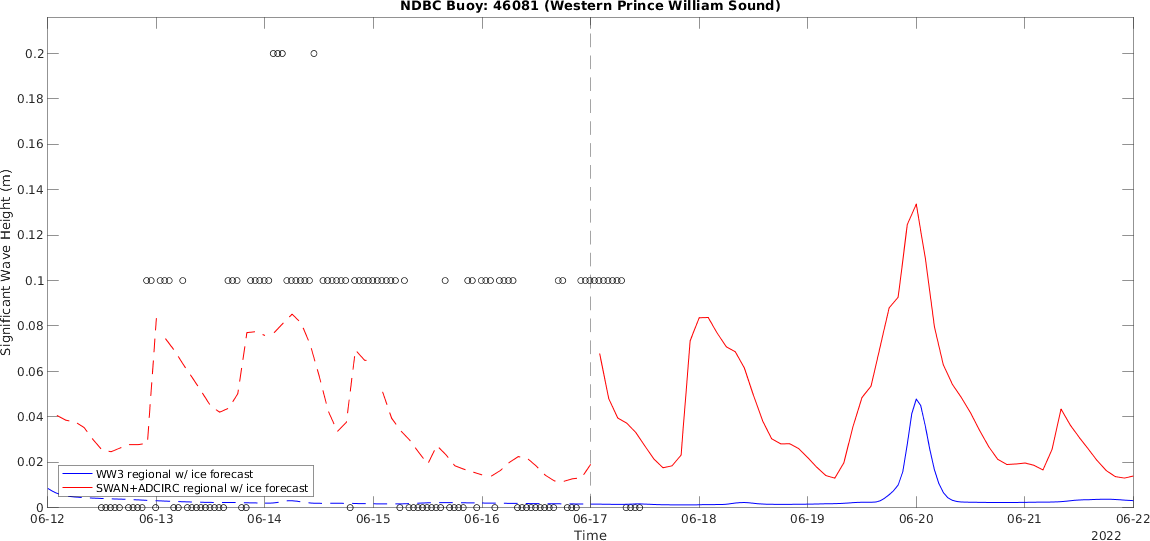 NDBC Buoy: 46081 (Western Prince William Sound)
Significant Wave Height (m)
0.2
0.18
0.16
0.14
0.12
0.1
0.08
0.06
0.04
0.02
0
WW3 regional w/ ice forecast
SWAN+ADCIRC regional w/ ice forecast
06-12 06-13 06-14 06-15 06-16 06-17 06-18 06-19 06-20 06-21 06-22
Time
2022